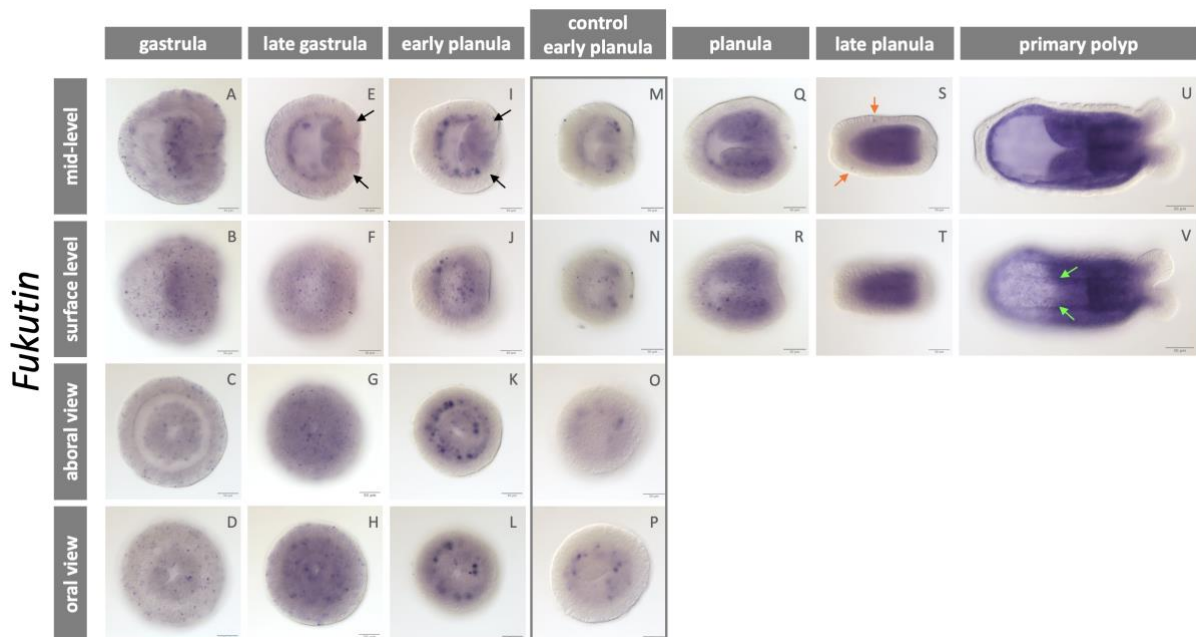 control
gastrula late gastrula early planula early planula planula late planula primary polyp
Fukutin
mid-level
A E I M Q S U
surface level
B F J N R T V
aboral view
C G K O
oral view
D H L P